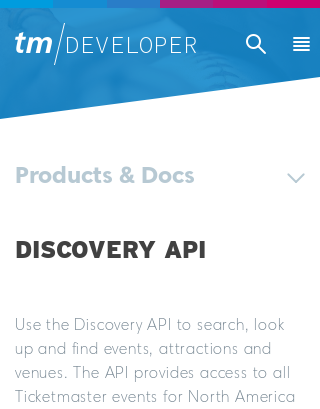 tm/DEVELOPER
Products & Docs
DISCOVERY API
Use the Discovery API to search, look
up and find events, attractions and
venues. The API provides access to all
Ticketmaster events for North America